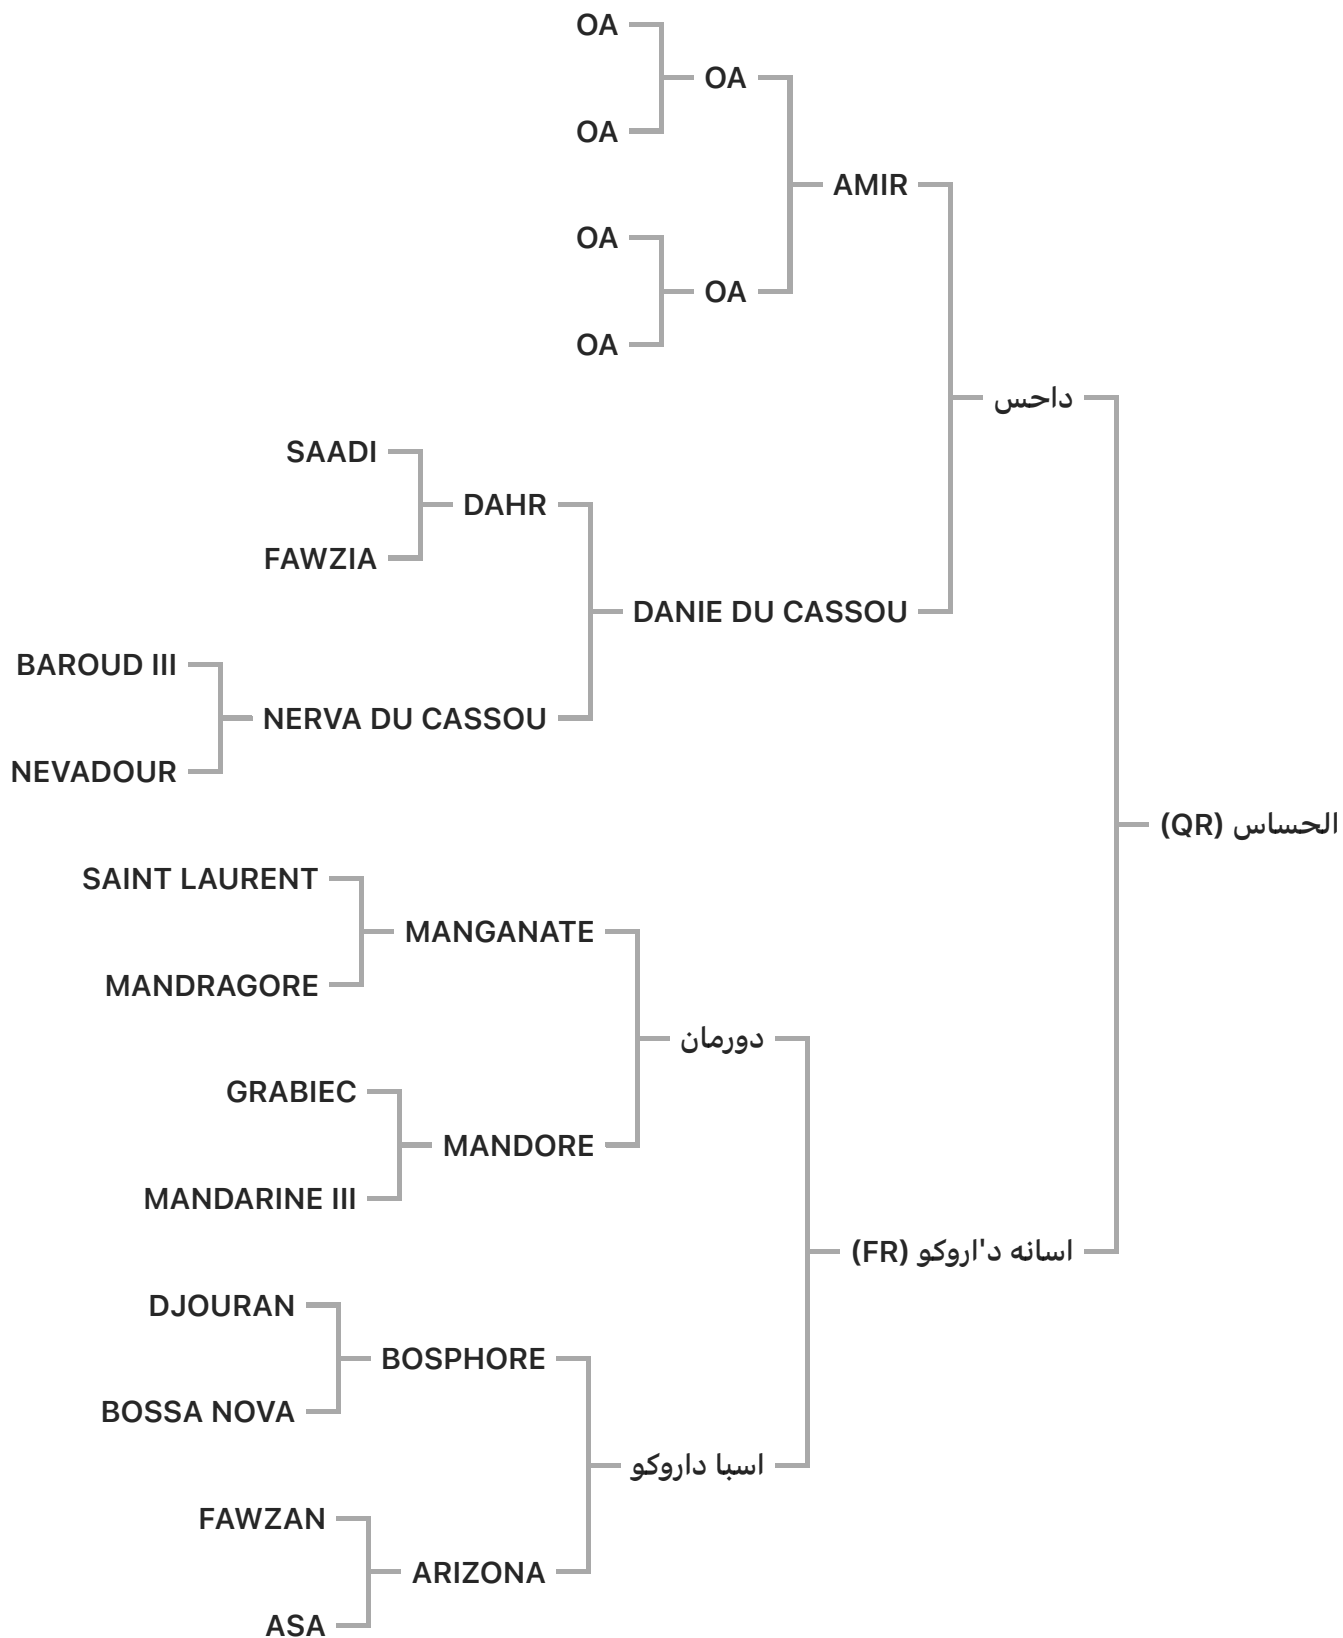 OA
OA
OA
AMIR
OA
OA
OA
داحس
SAADI
DAHR
FAWZIA
DANIE DU CASSOU
BAROUD III
NERVA DU CASSOU
NEVADOUR
الحساس (QR)
SAINT LAURENT
MANGANATE
MANDRAGORE
دورمان
GRABIEC
MANDORE
MANDARINE III
اسانه د'اروكو (FR)
DJOURAN
BOSPHORE
BOSSA NOVA
اسبا داروكو
FAWZAN
ARIZONA
ASA